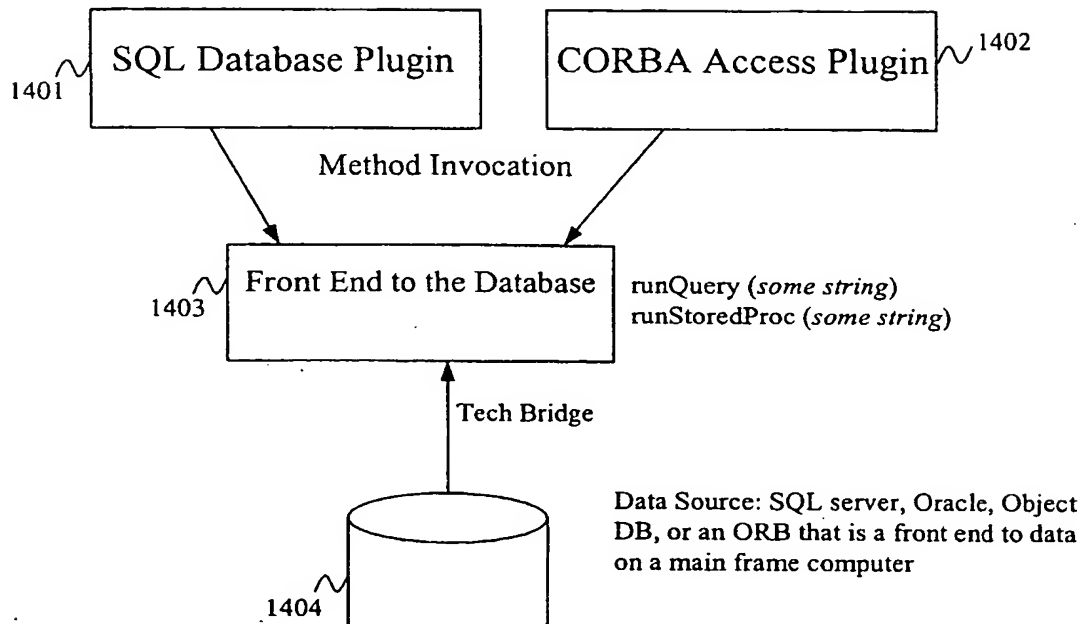 SQL Database Plugin
1401
CORBA Access Plugin
1402
Method Invocation
Front End to the Database
1403
runQuery (some string)
runStoredProc (some string)
Tech Bridge
Data Source: SQL server, Oracle, Object
DB, or an ORB that is a front end to data
on a main frame computer
1404